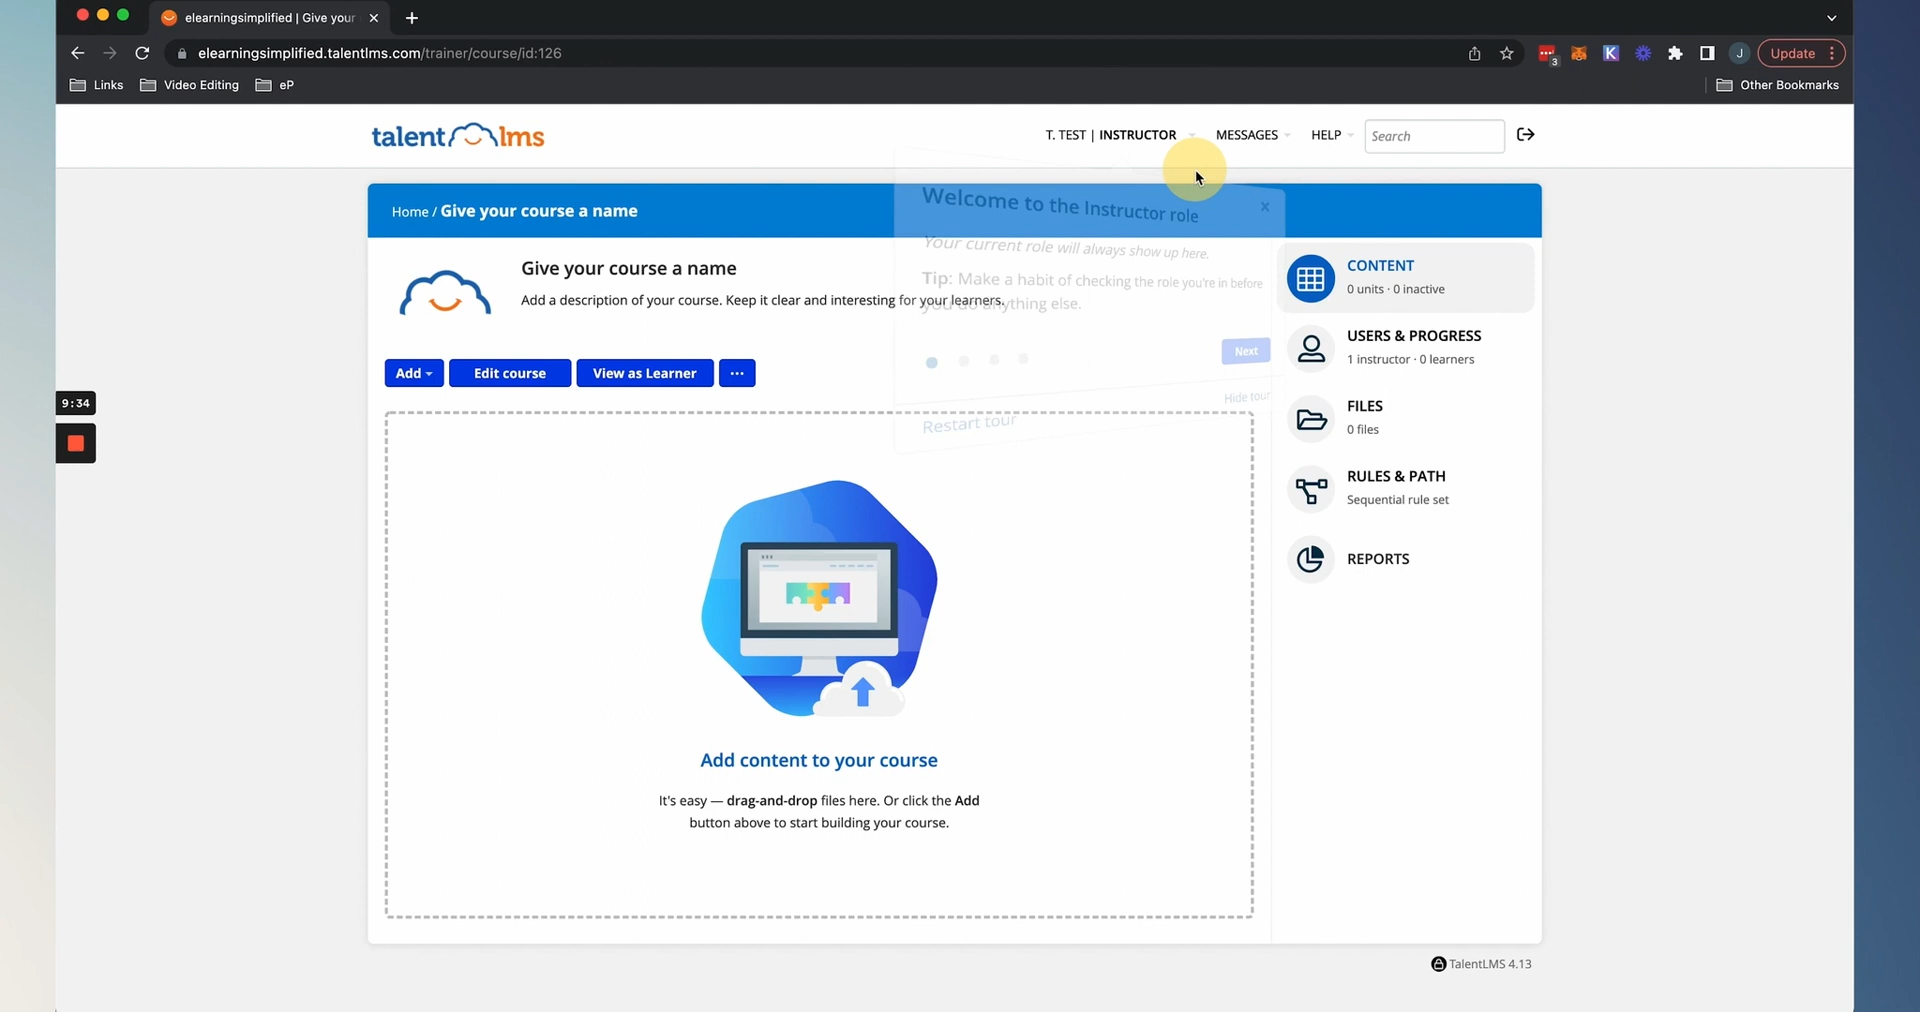 elearningsimplified | Give your
elearningsimplified.talentlms.com/trainer/course/id:126
3
K
J
Update
Links
Video Editing
eP
Other Bookmarks
talentlms
T. TEST | INSTRUCTOR
MESSAGES
HELP
Search
Home / Give your course a name
Welcome to the Instructor role
x
Your current role will always show up here.
Tip: Make a habit of checking the role you're in before
you do anything else.
Next
Hide tour
Restart tour
Give your course a name
Add a description of your course. Keep it clear and interesting for your learners.
Add
Edit course
View as Learner
...
9:34
Add content to your course
It's easy — drag-and-drop files here. Or click the Add
button above to start building your course.
CONTENT
0 units · 0 inactive
USERS & PROGRESS
1 instructor · 0 learners
FILES
0 files
RULES & PATH
Sequential rule set
REPORTS
TalentLMS 4.13